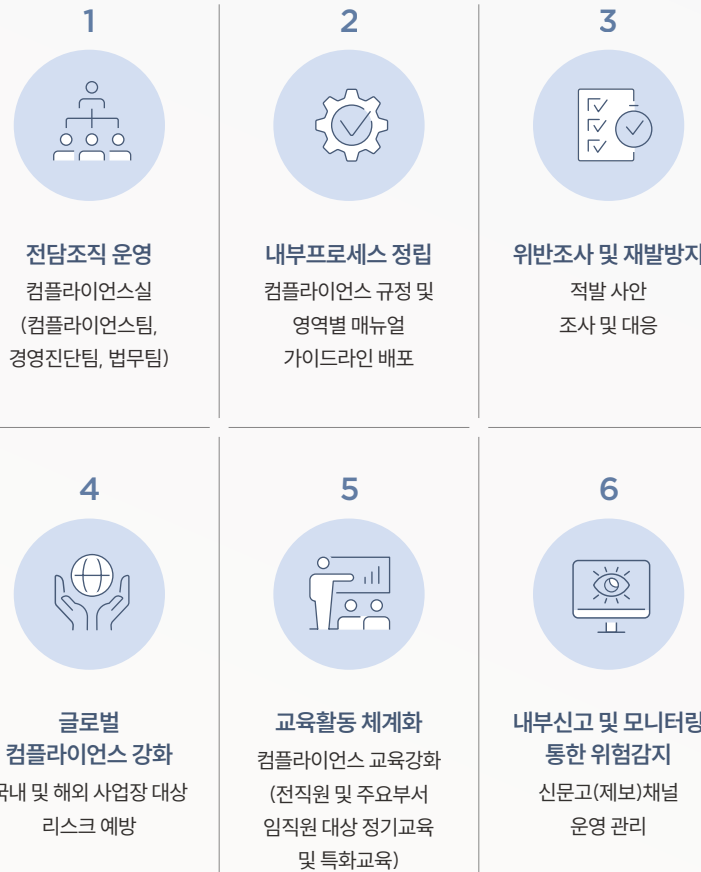 1
전담조직 운영
컴플라이언스실
(컴플라이언스팀,
경영진단팀, 법무팀)
2
내부프로세스 정립
컴플라이언스 규정 및
영역별 매뉴얼
가이드라인 배포
3
위반조사 및 재발방지
적발 사안
조사 및 대응
4
글로벌
컴플라이언스 강화
국내 및 해외 사업장 대상
리스크 예방
5
교육활동 체계화
컴플라이언스 교육강화
(전직원 및 주요부서
임직원 대상 정기교육
및 특화교육)
6
내부신고 및 모니터링
통한 위험감지
신문고(제보)채널
운영 관리